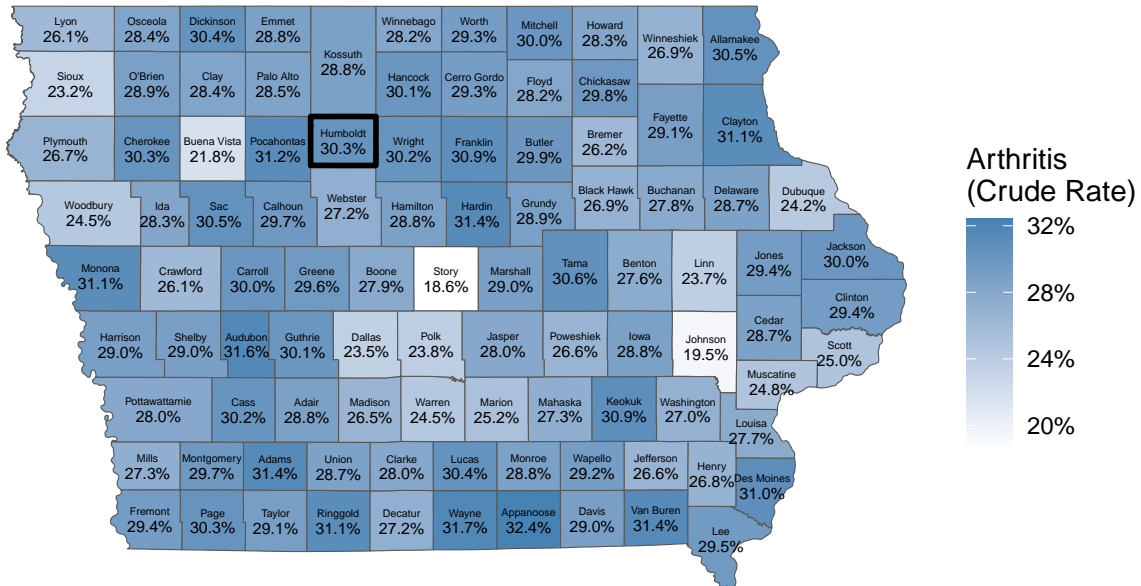 Lyon
26.1%
Osceola
28.4%
Dickinson
30.4%
Emmet
28.8%
Winnebago
28.2%
Worth
29.3%
Mitchell
30.0%
Howard
28.3%
Winneshiek
26.9%
Allamakee
30.5%
Kossuth
28.8%
Sioux
23.2%
O'Brien
28.9%
Clay
28.4%
Palo Alto
28.5%
Hancock
30.1%
Cerro Gordo
29.3%
Floyd
28.2%
Chickasaw
29.8%
Fayette
29.1%
Clayton
31.1%
Plymouth
26.7%
Cherokee
30.3%
Buena Vista
21.8%
Pocahontas
31.2%
Humboldt
30.3%
Wright
30.2%
Franklin
30.9%
Butler
29.9%
Bremer
26.2%
Woodbury
24.5%
Ida
28.3%
Sac
30.5%
Calhoun
29.7%
Webster
27.2%
Hamilton
28.8%
Hardin
31.4%
Grundy
28.9%
Black Hawk
26.9%
Buchanan
27.8%
Delaware
28.7%
Dubuque
24.2%
Monona
31.1%
Crawford
26.1%
Carroll
30.0%
Greene
29.6%
Boone
27.9%
Story
18.6%
Marshall
29.0%
Tama
30.6%
Benton
27.6%
Linn
23.7%
Jones
29.4%
Jackson
30.0%
Clinton
29.4%
Harrison
29.0%
Shelby
29.0%
Audubon
31.6%
Guthrie
30.1%
Dallas
23.5%
Polk
23.8%
Jasper
28.0%
Poweshiek
26.6%
Iowa
28.8%
Johnson
19.5%
Cedar
28.7%
Scott
25.0%
Muscatine
24.8%
Pottawattamie
28.0%
Cass
30.2%
Adair
28.8%
Madison
26.5%
Warren
24.5%
Marion
25.2%
Mahaska
27.3%
Keokuk
30.9%
Washington
27.0%
Louisa
27.7%
Mills
27.3%
Montgomery
29.7%
Adams
31.4%
Union
28.7%
Clarke
28.0%
Lucas
30.4%
Monroe
28.8%
Wapello
29.2%
Jefferson
26.6%
Henry
26.8%
Des Moines
31.0%
Fremont
29.4%
Page
30.3%
Taylor
29.1%
Ringgold
31.1%
Decatur
27.2%
Wayne
31.7%
Appanoose
32.4%
Davis
29.0%
Van Buren
31.4%
Lee
29.5%
Arthritis
(Crude Rate)
32%
28%
24%
20%